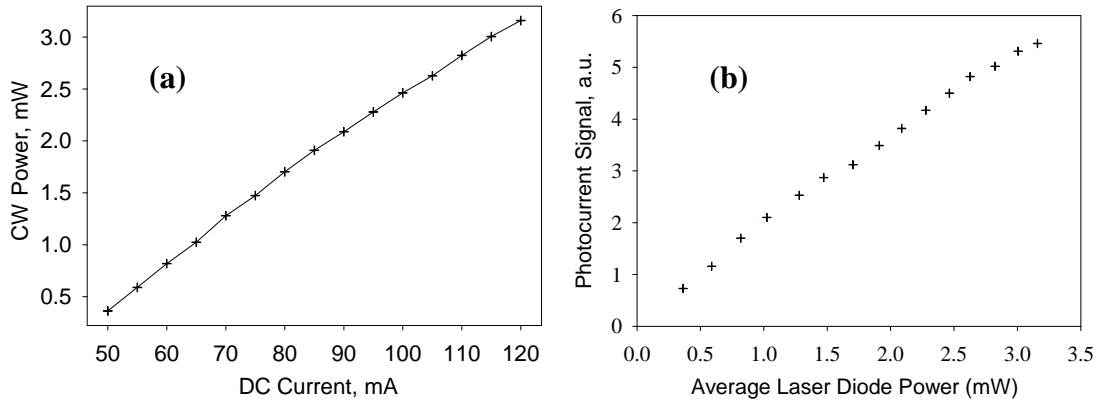 (a)
CW Power, mW
3.0
2.5
2.0
1.5
1.0
0.5
50 60 70 80 90 100 110 120
DC Current, mA
(b)
Photocurrent Signal, a.u.
6
5
4
3
2
1
0
0.0 0.5 1.0 1.5 2.0 2.5 3.0 3.5
Average Laser Diode Power (mW)